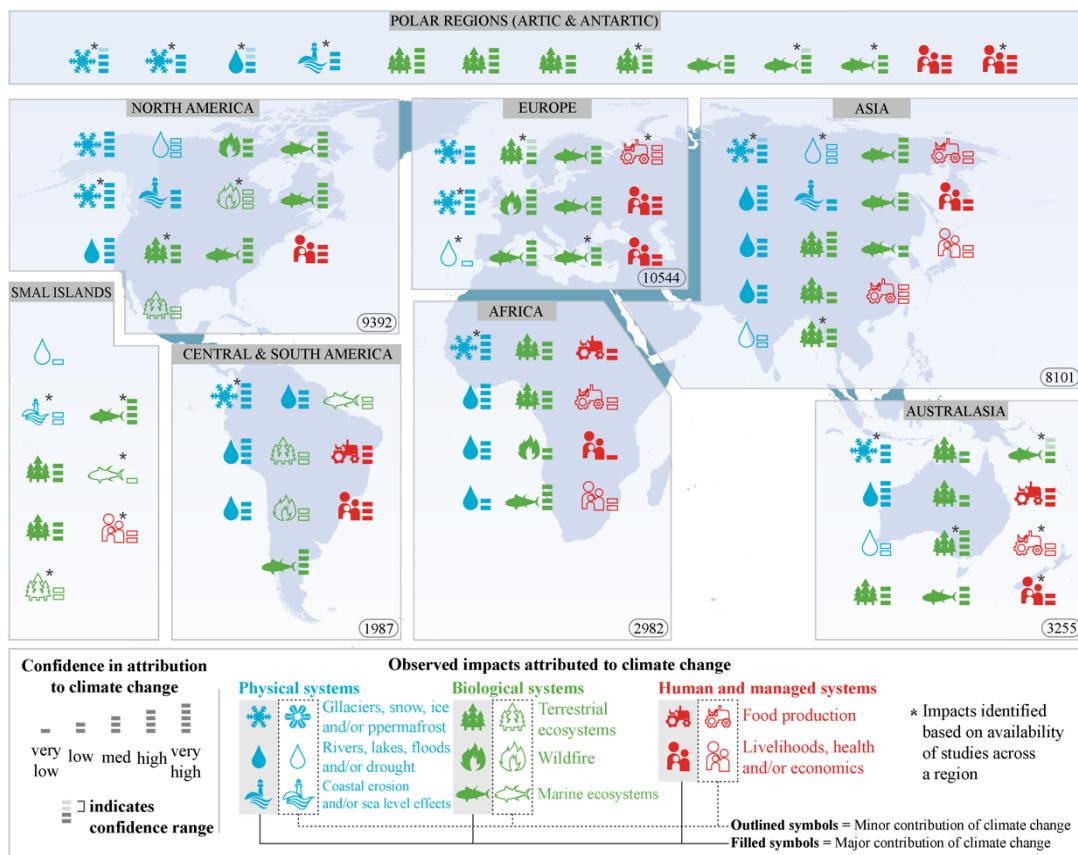 POLAR REGIONS (ARTIC & ANTARTIC)
*
*
*
*
*
*
*
*
NORTH AMERICA
*
*
*
9392
EUROPE
*
*
*
*
*
*
10544
ASIA
*
*
*
*
*
*
8101
SMAL ISLANDS
*
*
*
*
*
CENTRAL & SOUTH AMERICA
*
1987
AFRICA
*
2982
AUSTRALASIA
*
*
*
*
*
3255
Confidence in attribution
to climate change
very
low
low
med
high
very
high
indicates
confidence range
Observed impacts attributed to climate change
Physical systems
Gllaciers, snow, ice
and/or ppermafrost
Rivers, lakes, floods
and/or drought
Coastal erosion
and/or sea level effects
Biological systems
Terrestrial
ecosystems
Wildfire
Marine ecosystems
Human and managed systems
Food production
Livelihoods, health
and/or economics
* Impacts identified
based on availability
of studies across
a region
Outlined symbols = Minor contribution of climate change
Filled symbols = Major contribution of climate change